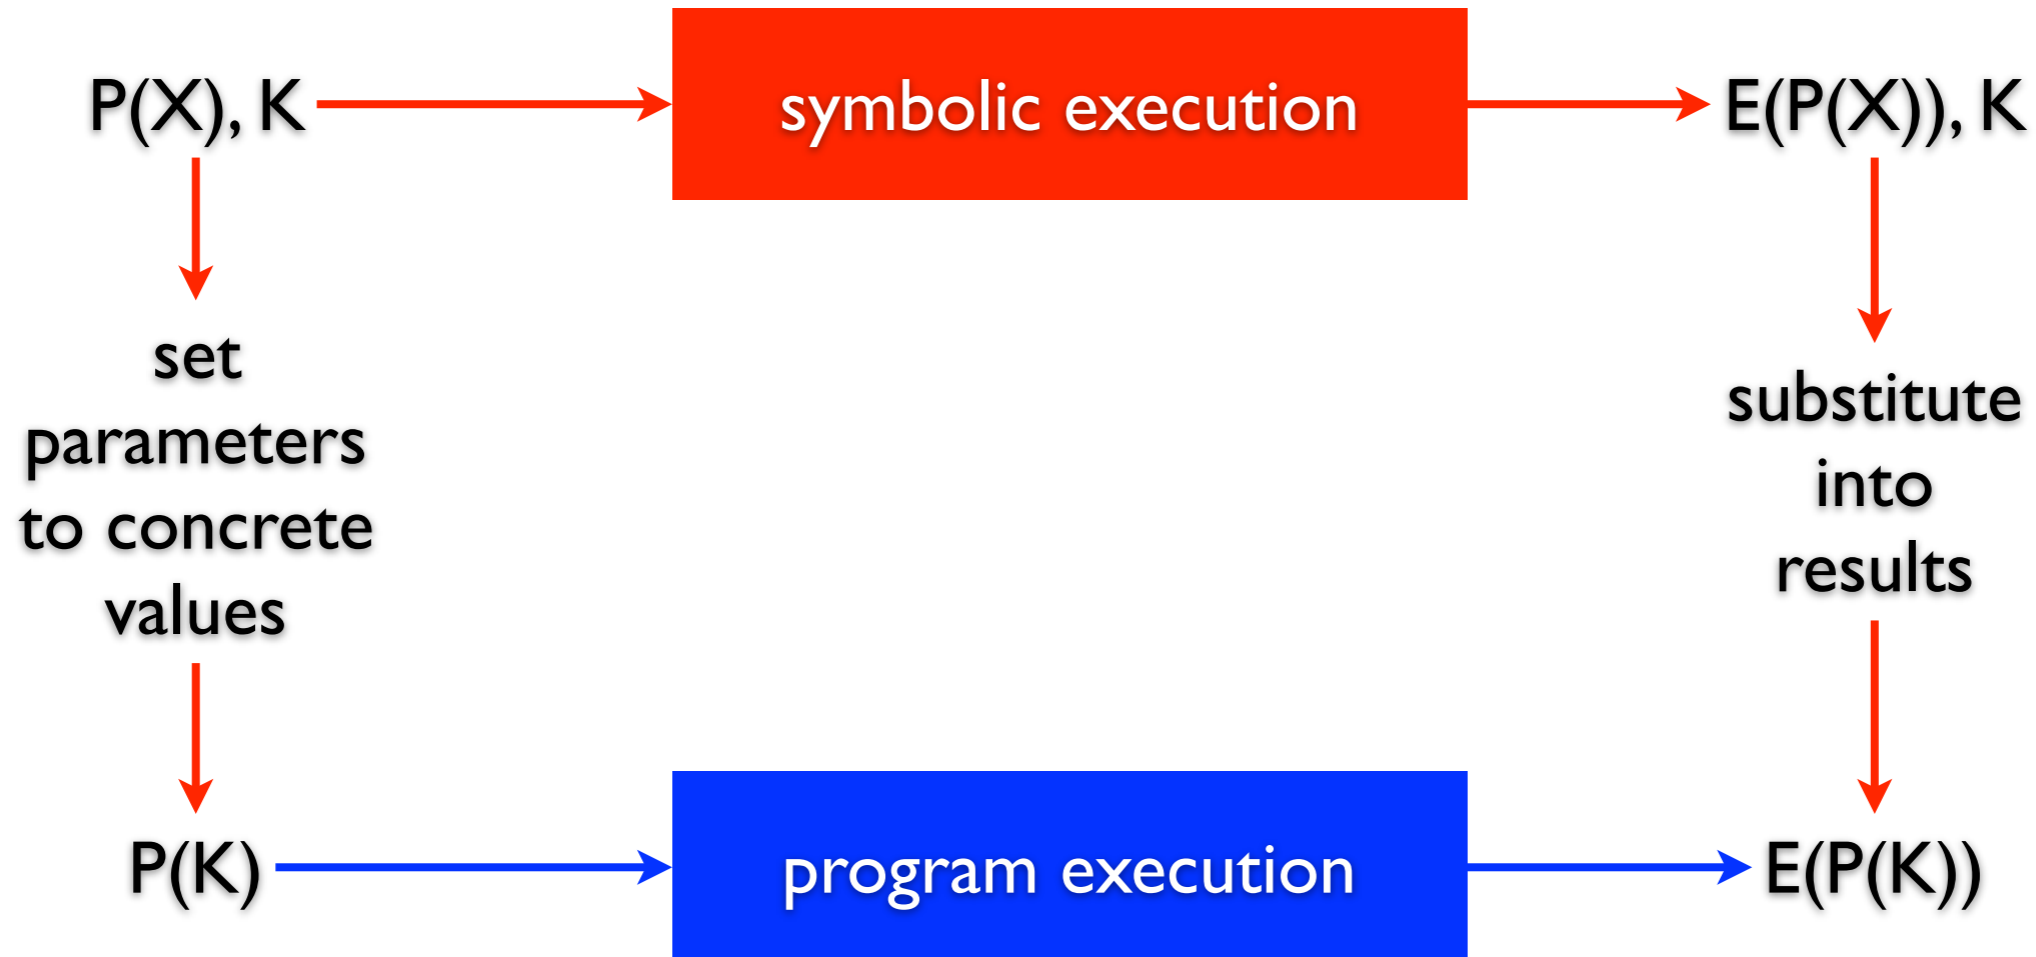 P(X), K
symbolic execution
E(P(X)), K
set
parameters
to concrete
values
substitute
into
results
P(K)
program execution
E(P(K))